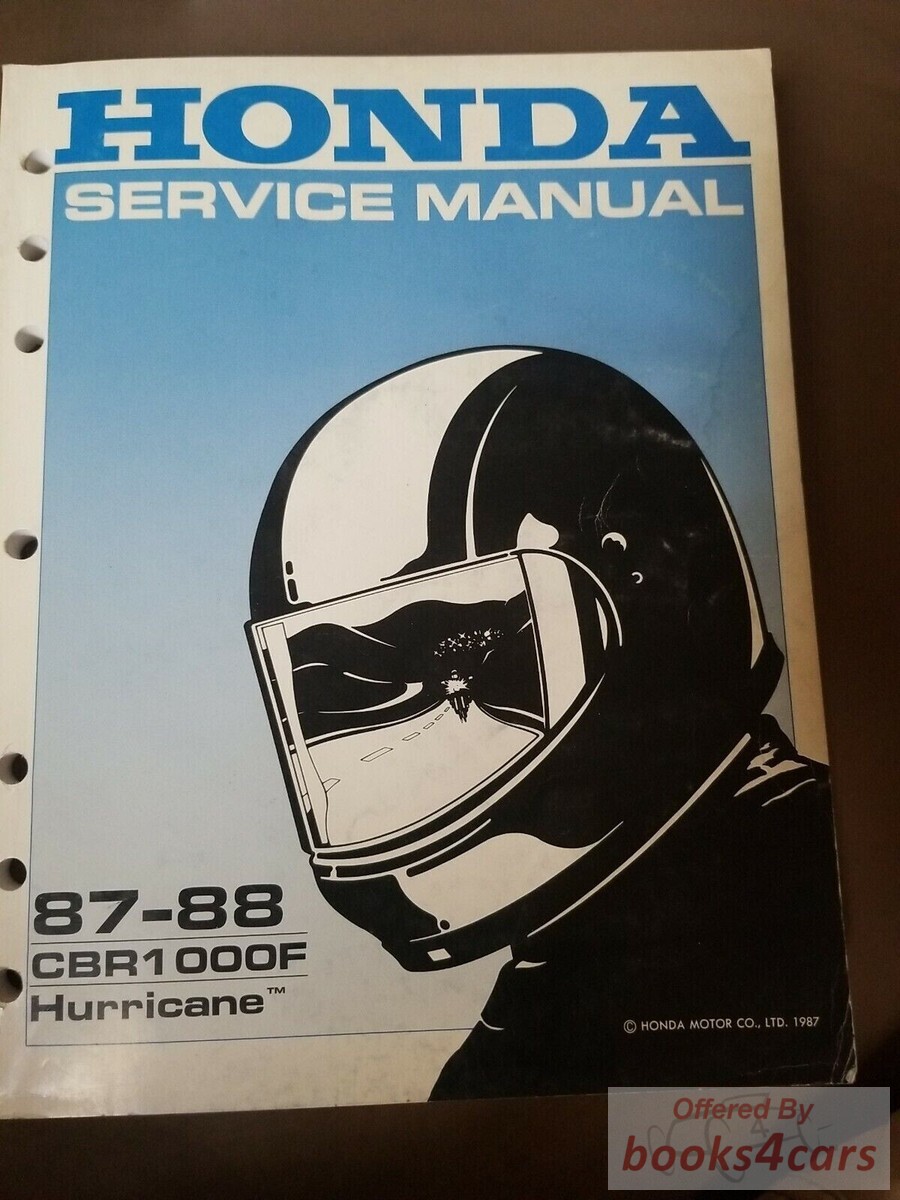 HONDA
SERVICE MANUAL
87-88
CBR1000F
Hurricane™
© HONDA MOTOR CO., LTD. 1987
Offered By
books4cars